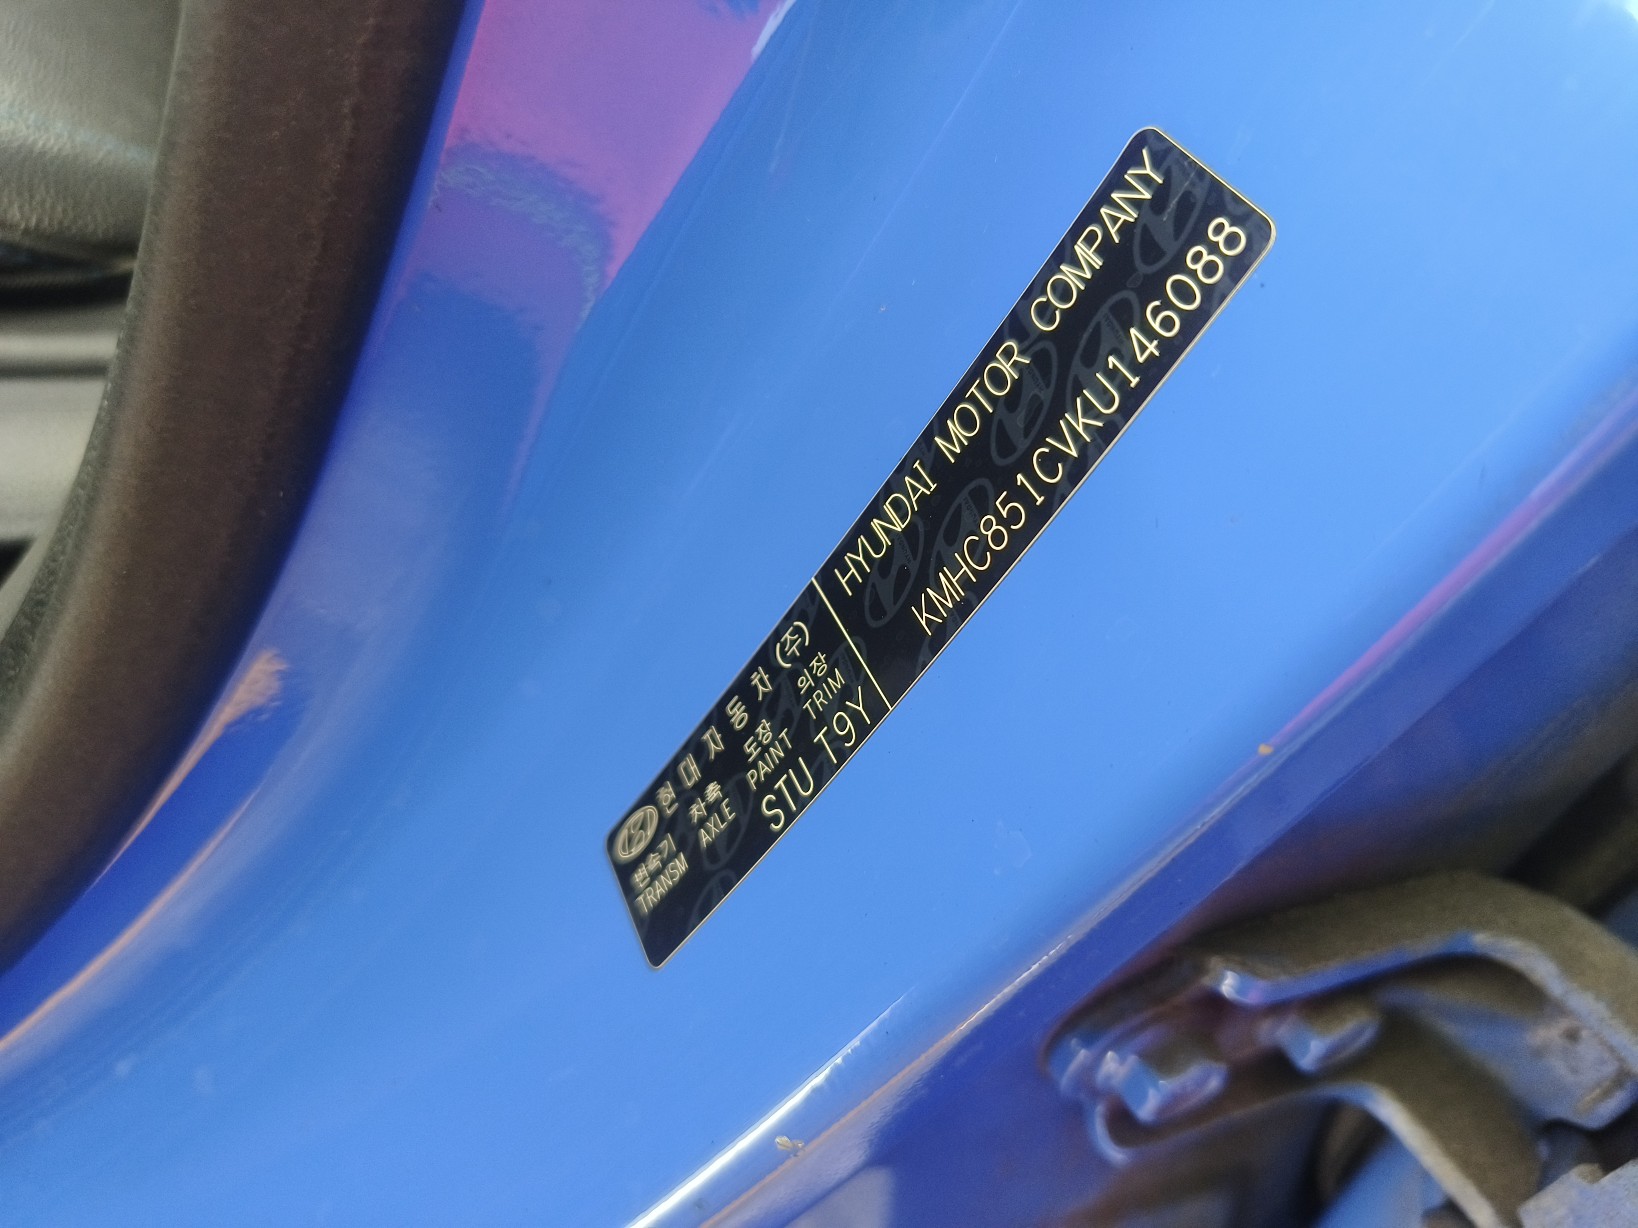 현대자동차(주)
변속기 차축 도장 의장
TRANSM AXLE PAINT TRIM
STU T9Y
HYUNDAI MOTOR COMPANY
KMHC851CVKU146088